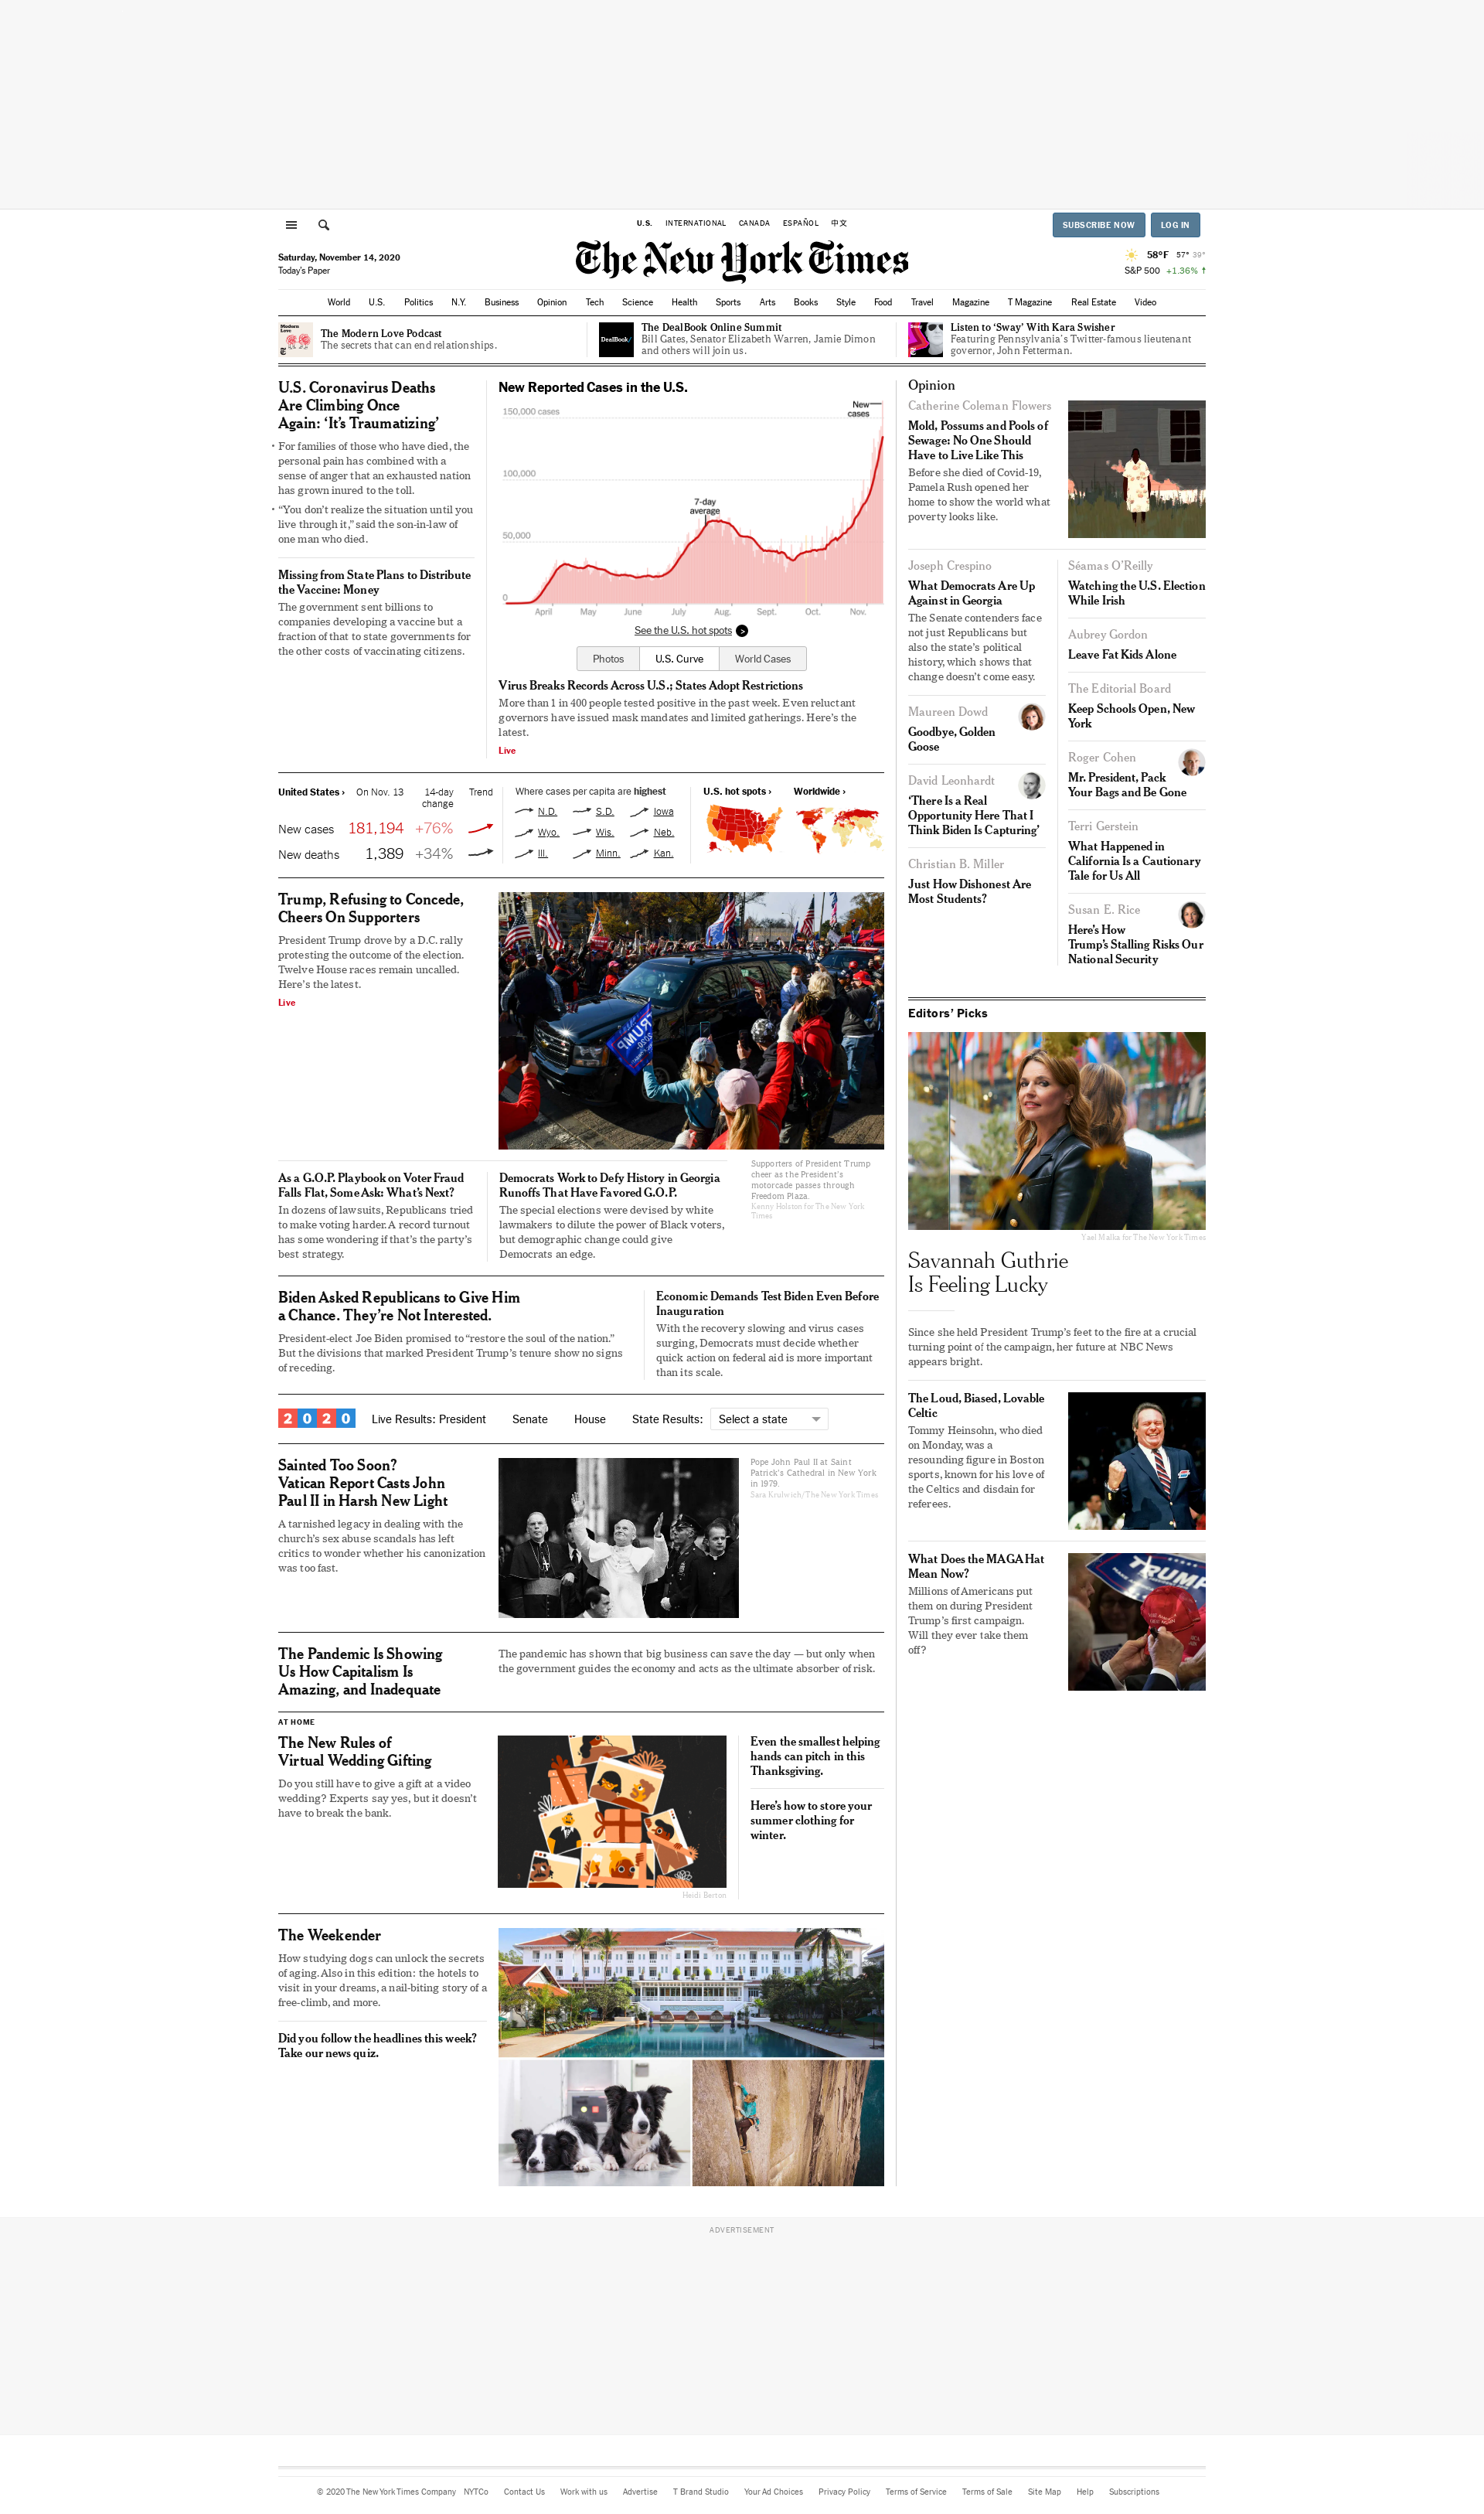 U.S. INTERNATIONAL CANADA ESPAÑOL 中文
SUBSCRIBE NOW LOG IN
Saturday, November 14, 2020
Today's Paper
The New York Times
58°F 57° 39°
S&P 500 +1.36% ↑
World U.S. Politics N.Y. Business Opinion Tech Science Health Sports Arts Books Style Food Travel Magazine T Magazine Real Estate Video
Modern
Love
The Modern Love Podcast
The secrets that can end relationships.
DealBook/
The DealBook Online Summit
Bill Gates, Senator Elizabeth Warren, Jamie Dimon
and others will join us.
Listen to ‘Sway’ With Kara Swisher
Featuring Pennsylvania's Twitter-famous lieutenant
governor, John Fetterman.
U.S. Coronavirus Deaths
Are Climbing Once
Again: ‘It’s Traumatizing’
• For families of those who have died, the
personal pain has combined with a
sense of anger that an exhausted nation
has grown inured to the toll.
• “You don’t realize the situation until you
live through it,” said the son-in-law of
one man who died.
Missing from State Plans to Distribute
the Vaccine: Money
The government sent billions to
companies developing a vaccine but a
fraction of that to state governments for
the other costs of vaccinating citizens.
New Reported Cases in the U.S.
150,000 cases
New
cases
100,000
7-day
average
50,000
0
April May June July Aug. Sept. Oct. Nov.
See the U.S. hot spots >
Photos U.S. Curve World Cases
Virus Breaks Records Across U.S.; States Adopt Restrictions
More than 1 in 400 people tested positive in the past week. Even reluctant
governors have issued mask mandates and limited gatherings. Here’s the
latest.
Live
United States › On Nov. 13 14-day
change Trend
New cases 181,194 +76%
New deaths 1,389 +34%
Where cases per capita are highest
N.D. S.D. Iowa
Wyo. Wis. Neb.
Ill. Minn. Kan.
U.S. hot spots › Worldwide ›
Trump, Refusing to Concede,
Cheers On Supporters
President Trump drove by a D.C. rally
protesting the outcome of the election.
Twelve House races remain uncalled.
Here’s the latest.
Live
TRUMP
Supporters of President Trump
cheer as the President’s
motorcade passes through
Freedom Plaza.
Kenny Holston for The New York
Times
As a G.O.P. Playbook on Voter Fraud
Falls Flat, Some Ask: What’s Next?
In dozens of lawsuits, Republicans tried
to make voting harder. A record turnout
has some wondering if that’s the party’s
best strategy.
Democrats Work to Defy History in Georgia
Runoffs That Have Favored G.O.P.
The special elections were devised by white
lawmakers to dilute the power of Black voters,
but demographic change could give
Democrats an edge.
Biden Asked Republicans to Give Him
a Chance. They’re Not Interested.
President-elect Joe Biden promised to “restore the soul of the nation.”
But the divisions that marked President Trump’s tenure show no signs
of receding.
Economic Demands Test Biden Even Before
Inauguration
With the recovery slowing and virus cases
surging, Democrats must decide whether
quick action on federal aid is more important
than its scale.
2020 Live Results: President Senate House State Results: Select a state
Sainted Too Soon?
Vatican Report Casts John
Paul II in Harsh New Light
A tarnished legacy in dealing with the
church’s sex abuse scandals has left
critics to wonder whether his canonization
was too fast.
Pope John Paul II at Saint
Patrick’s Cathedral in New York
in 1979.
Sara Krulwich/The New York Times
The Pandemic Is Showing
Us How Capitalism Is
Amazing, and Inadequate
The pandemic has shown that big business can save the day — but only when
the government guides the economy and acts as the ultimate absorber of risk.
AT HOME
The New Rules of
Virtual Wedding Gifting
Do you still have to give a gift at a video
wedding? Experts say yes, but it doesn’t
have to break the bank.
Heidi Berton
Even the smallest helping
hands can pitch in this
Thanksgiving.
Here’s how to store your
summer clothing for
winter.
The Weekender
How studying dogs can unlock the secrets
of aging. Also in this edition: the hotels to
visit in your dreams, a nail-biting story of a
free-climb, and more.
Did you follow the headlines this week?
Take our news quiz.
Opinion
Catherine Coleman Flowers
Mold, Possums and Pools of
Sewage: No One Should
Have to Live Like This
Before she died of Covid-19,
Pamela Rush opened her
home to show the world what
poverty looks like.
Joseph Crespino
What Democrats Are Up
Against in Georgia
The Senate contenders face
not just Republicans but
also the state’s political
history, which shows that
change doesn’t come easy.
Maureen Dowd
Goodbye, Golden
Goose
David Leonhardt
‘There Is a Real
Opportunity Here That I
Think Biden Is Capturing’
Christian B. Miller
Just How Dishonest Are
Most Students?
Séamas O’Reilly
Watching the U.S. Election
While Irish
Aubrey Gordon
Leave Fat Kids Alone
The Editorial Board
Keep Schools Open, New
York
Roger Cohen
Mr. President, Pack
Your Bags and Be Gone
Terri Gerstein
What Happened in
California Is a Cautionary
Tale for Us All
Susan E. Rice
Here’s How
Trump’s Stalling Risks Our
National Security
Editors’ Picks
Yael Malka for The New York Times
Savannah Guthrie
Is Feeling Lucky
Since she held President Trump’s feet to the fire at a crucial
turning point of the campaign, her future at NBC News
appears bright.
The Loud, Biased, Lovable
Celtic
Tommy Heinsohn, who died
on Monday, was a
resounding figure in Boston
sports, known for his love of
the Celtics and disdain for
referees.
What Does the MAGA Hat
Mean Now?
Millions of Americans put
them on during President
Trump’s first campaign.
Will they ever take them
off?
TRUMP
ADVERTISEMENT
© 2020 The New York Times Company NYTCo Contact Us Work with us Advertise T Brand Studio Your Ad Choices Privacy Policy Terms of Service Terms of Sale Site Map Help Subscriptions